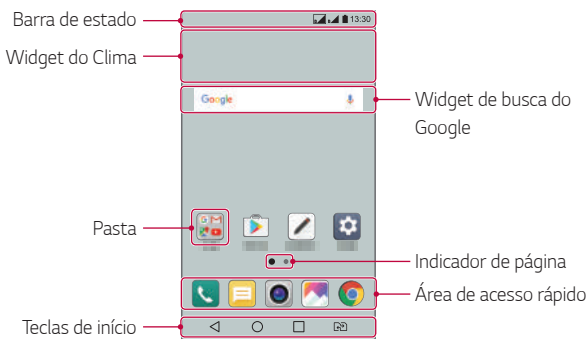 Barra de estado
13:30
Widget do Clima
Google
Widget de busca do
Google
Pasta
Indicador de página
Área de acesso rápido
Teclas de início